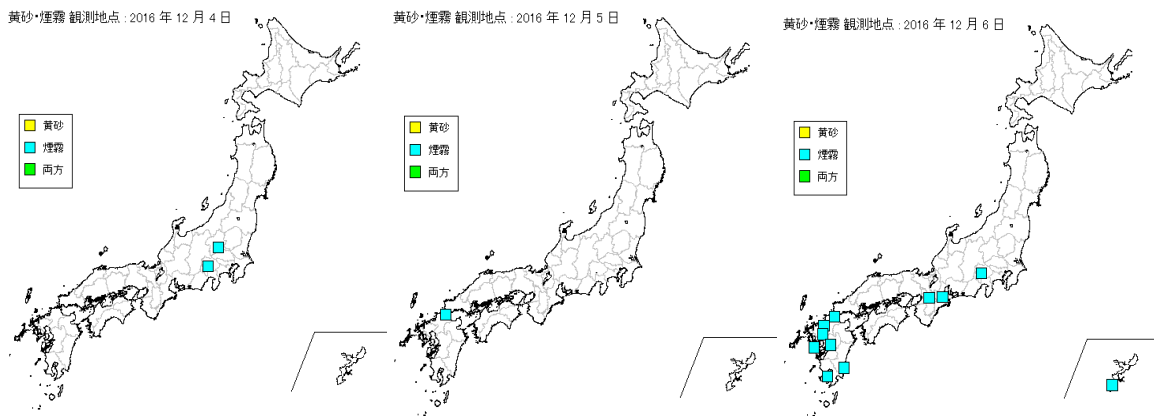 黄砂・煙霧 観測地点 : 2016 年 12 月 4 日
黄砂
煙霧
両方
黄砂・煙霧 観測地点 : 2016 年 12 月 5 日
黄砂
煙霧
両方
黄砂・煙霧 観測地点 : 2016 年 12 月 6 日
黄砂
煙霧
両方